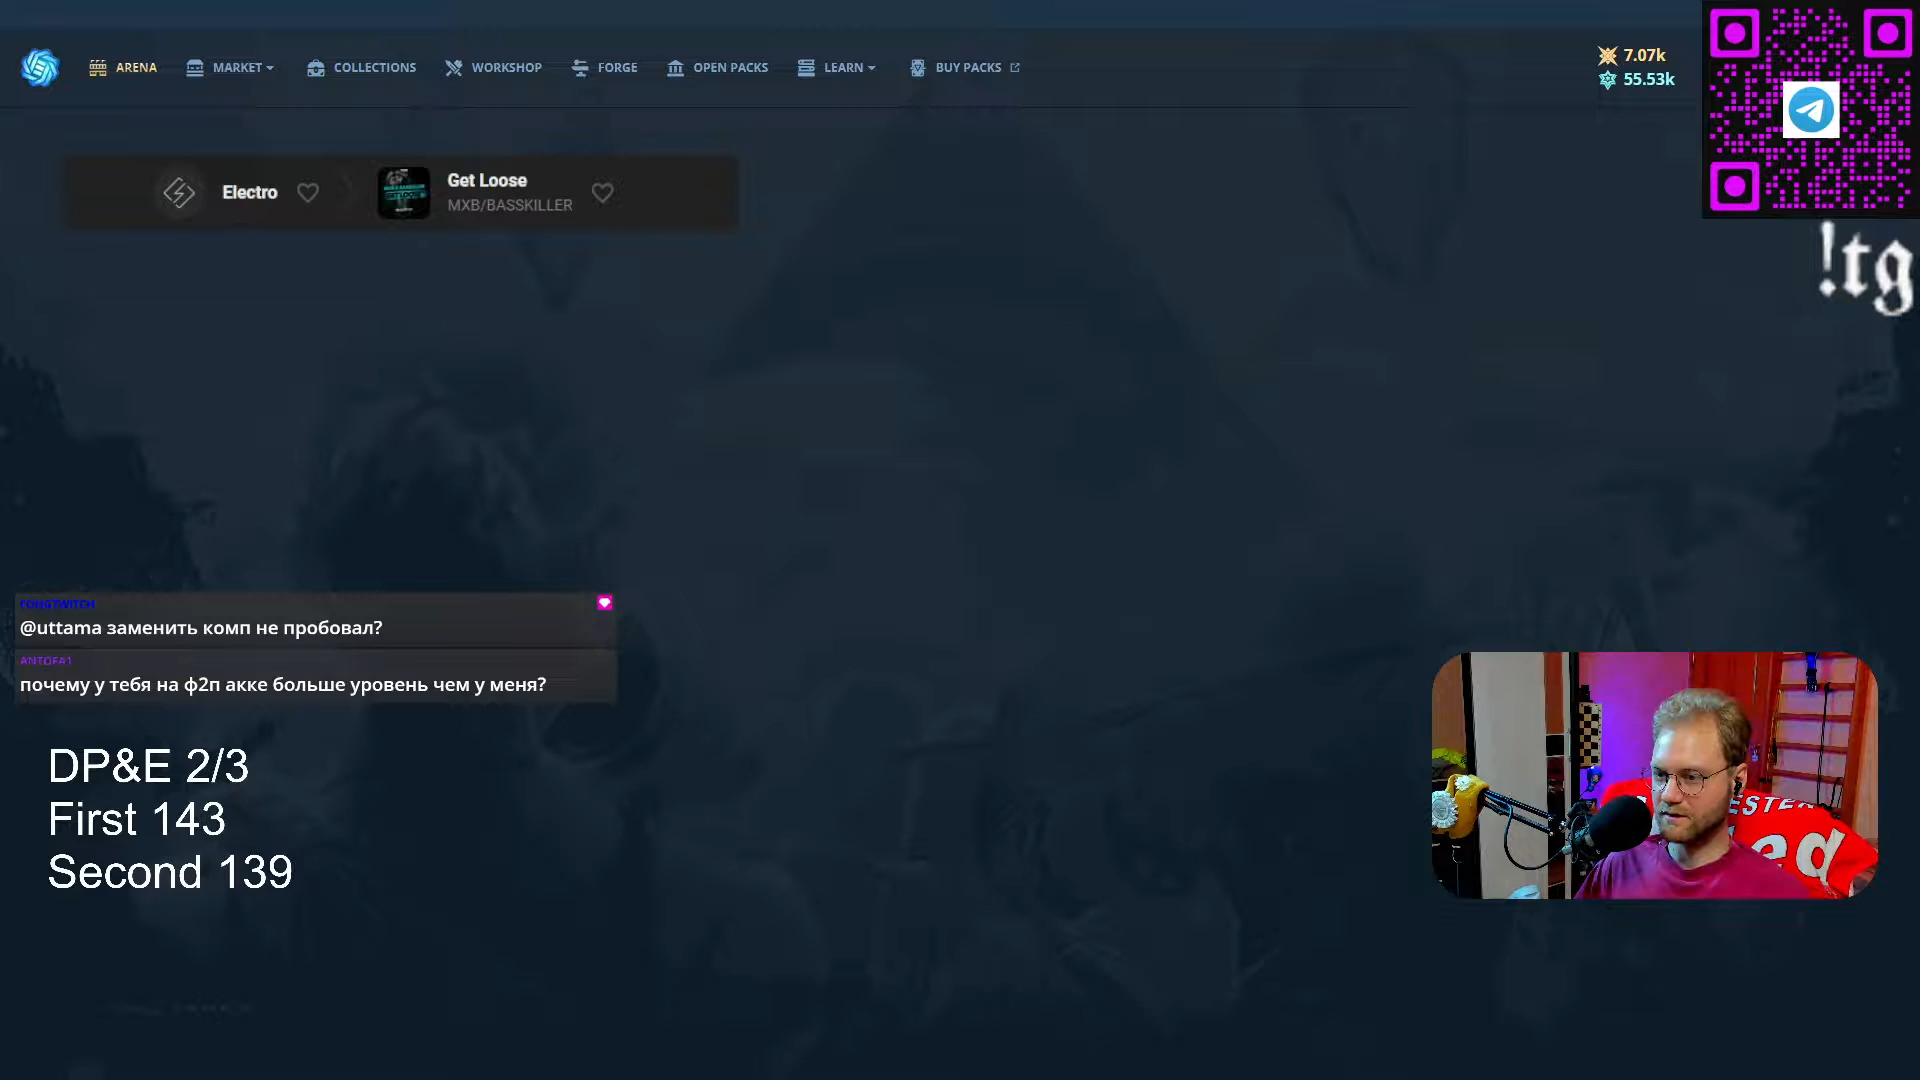 ARENA
MARKET
COLLECTIONS
WORKSHOP
FORGE
OPEN PACKS
LEARN
BUY PACKS
7.07k
55.53k
Electro
Get Loose
MXB/BASSKILLER
!tg
@uttama заменить комп не пробовал?
ANTOFA1
почему у тебя на ф2п акке больше уровень чем у меня?
DP&E 2/3
First 143
Second 139